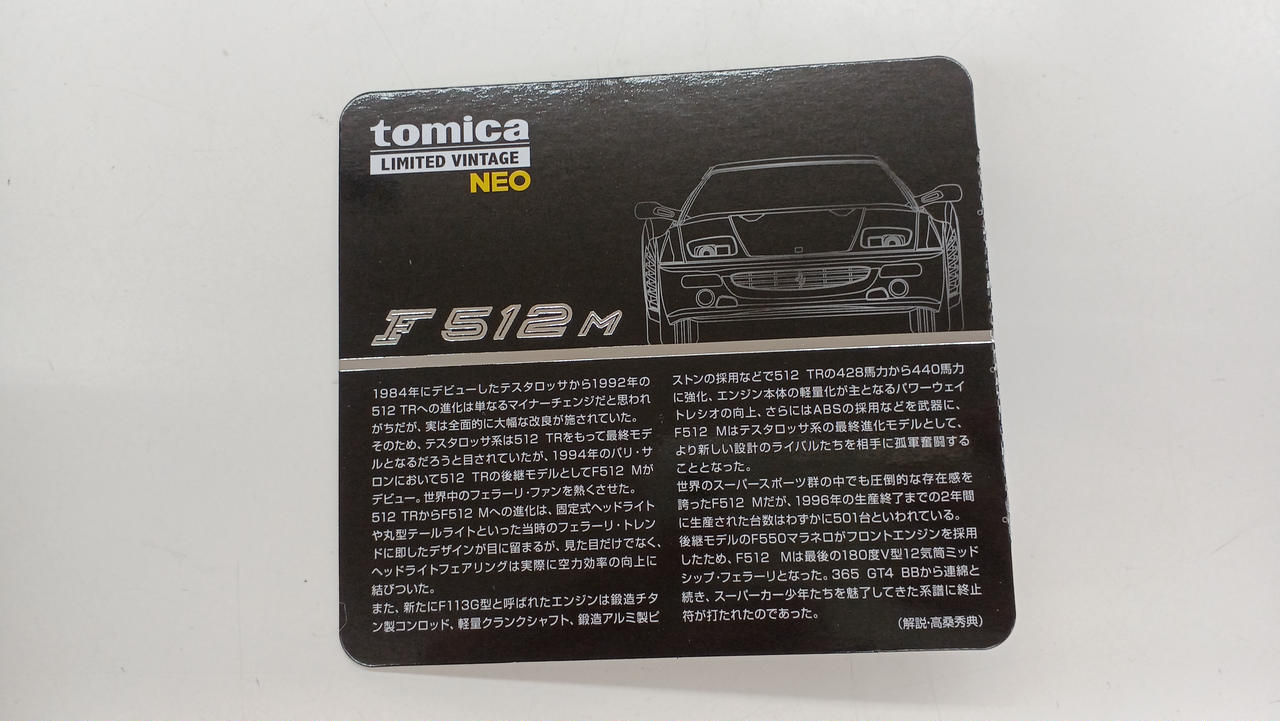 tomica
LIMITED VINTAGE
NEO
F512 M
1984年にデビューしたテスタロッサから1992年の
512 TRへの進化は単なるマイナーチェンジだと思われ
がちだが、実は全面的に大幅な改良が施されていた。
そのため、テスタロッサ系は512 TRをもって最終モデ
ルとなるだろうと目されていたが、1994年のパリ・サ
ロンにおいて512 TRの後継モデルとしてF512 Mが
デビュー。世界中のフェラーリ・ファンを熱くさせた。
512 TRからF512 Mへの進化は、固定式ヘッドライト
や丸型テールライトといった当時のフェラーリ・トレン
ドに即したデザインが目に留まるが、見た目だけでなく、
ヘッドライトフェアリングは実際に空力効率の向上に
結びついた。
また、新たにF113G型と呼ばれたエンジンは鍛造チタ
ン製コンロッド、軽量クランクシャフト、鍛造アルミ製ピ
ストンの採用などで512 TRの428馬力から440馬力
に強化、エンジン本体の軽量化が主となるパワーウェイ
トレシオの向上、さらにはABSの採用などを武器に、
F512 Mはテスタロッサ系の最終進化モデルとして、
より新しい設計のライバルたちを相手に孤軍奮闘する
こととなった。
世界のスーパースポーツ群の中でも圧倒的な存在感を
誇ったF512 Mだが、1996年の生産終了までの2年間
に生産された台数はわずかに501台といわれている。
後継モデルのF550マラネロがフロントエンジンを採用
したため、F512 Mは最後の180度V型12気筒ミッド
シップ・フェラーリとなった。365 GT4 BBから連綿と
続き、スーパーカー少年たちを魅了してきた系譜に終止
符が打たれたのであった。
（解説・高桑秀典）